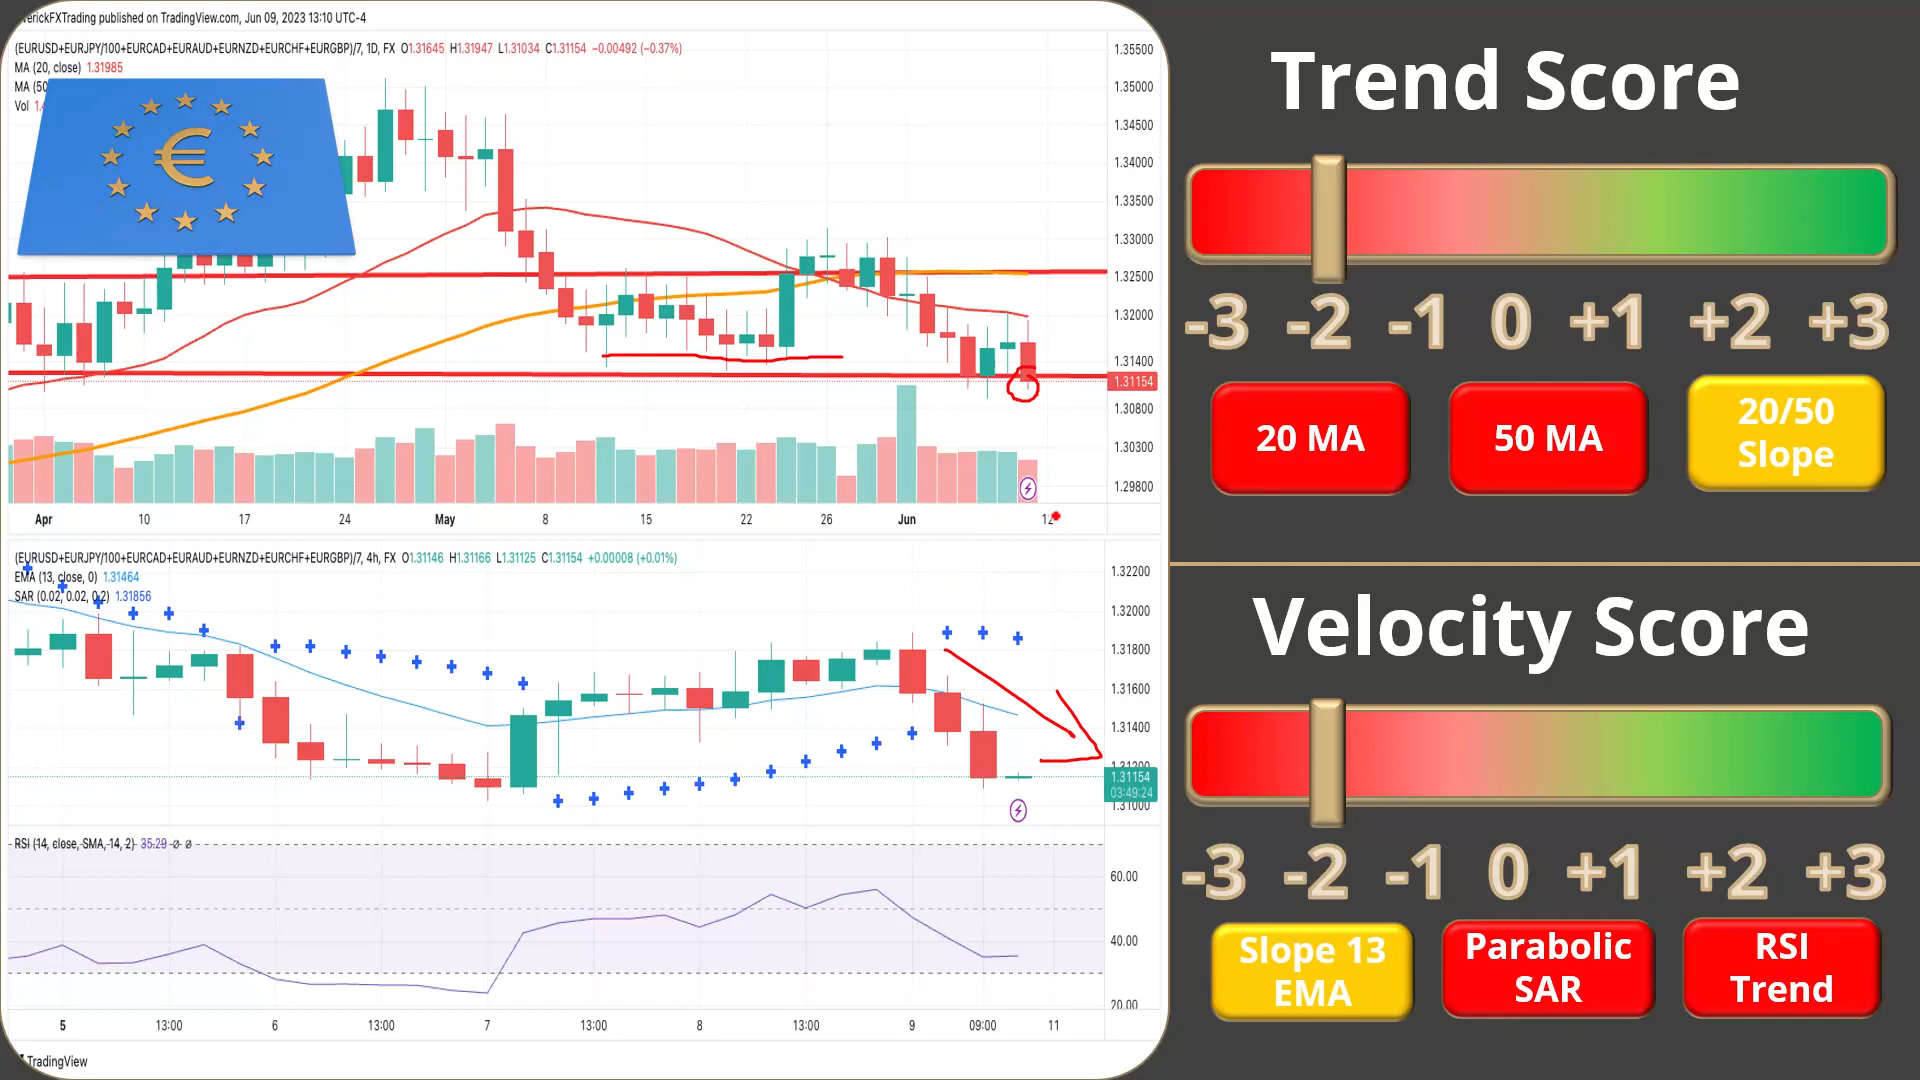 verickFXTrading published on TradingView.com, Jun 09, 2023 13:10 UTC-4
(EURUSD+EURJPY/100+EURCAD+EURAUD+EURNZD+EURCHF+EURGBP)/7, 1D, FX O1.31645 H1.31947 L1.31034 C1.31154 −0.00492 (−0.37%)
MA (20, close) 1.31985
MA (50
Vol 1.
€
1.35500
1.35000
1.34500
1.34000
1.33500
1.33000
1.32500
1.32000
1.31400
1.31154
1.30800
1.30300
1.29800
Apr 10 17 24 May 8 15 22 26 Jun 12
(EURUSD+EURJPY/100+EURCAD+EURAUD+EURNZD+EURCHF+EURGBP)/7, 4h, FX O1.31146 H1.31166 L1.31125 C1.31154 +0.00008 (+0.01%)
EMA (13, close, 0) 1.31464
SAR (0.02, 0.02, 0.2) 1.31856
1.32200
1.32000
1.31800
1.31600
1.31400
1.31200
1.31154
03:49:24
1.31000
RSI (14, close, SMA, 14, 2) 35.29 ∅ ∅
60.00
40.00
20.00
5 13:00 6 13:00 7 13:00 8 13:00 9 09:00 11
TradingView
Trend Score
-3 -2 -1 0 +1 +2 +3
20 MA
50 MA
20/50
Slope
Velocity Score
-3 -2 -1 0 +1 +2 +3
Slope 13
EMA
Parabolic
SAR
RSI
Trend